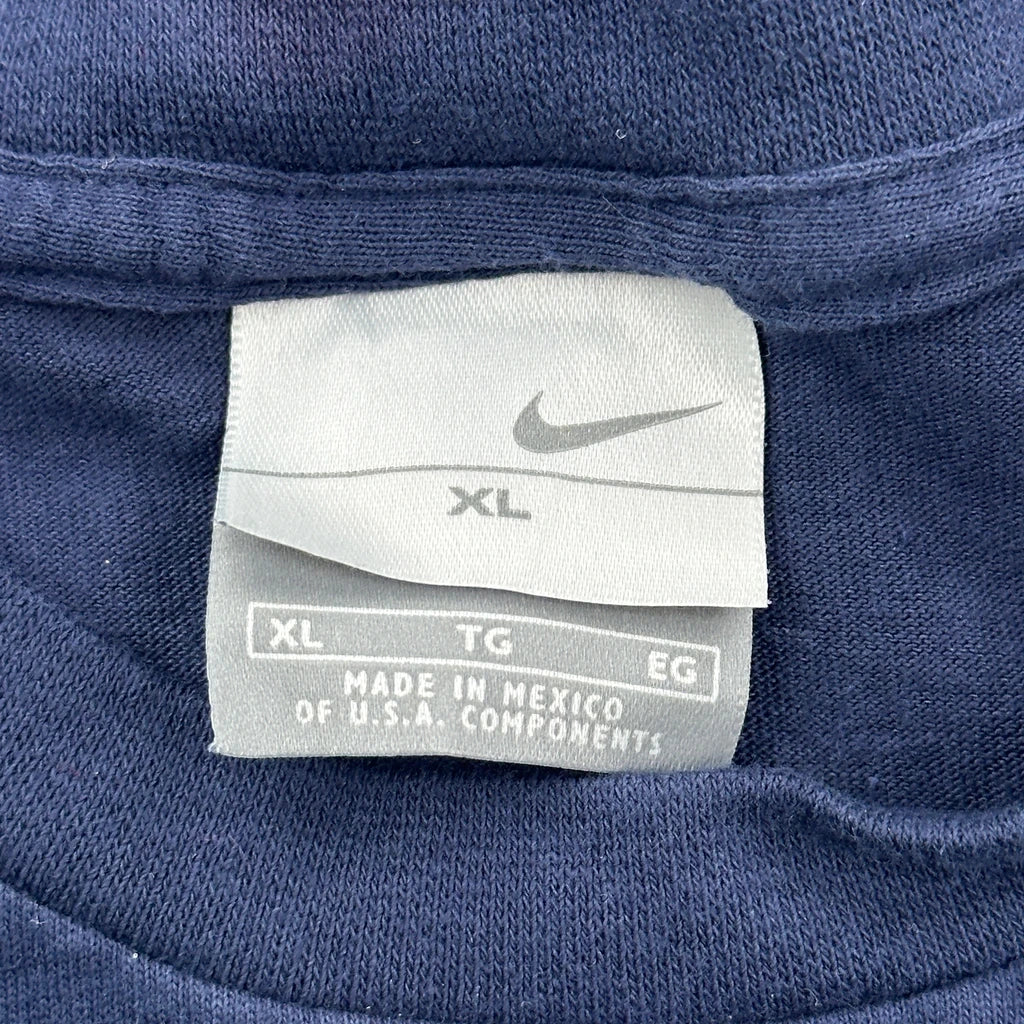 XL
XL TG EG
MADE IN MEXICO
OF U.S.A. COMPONENTS